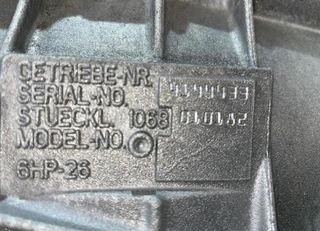 GETRIEBE-NR.
SERIAL-NO.
STUECKL. 1068
MODEL-NO.
6HP-26